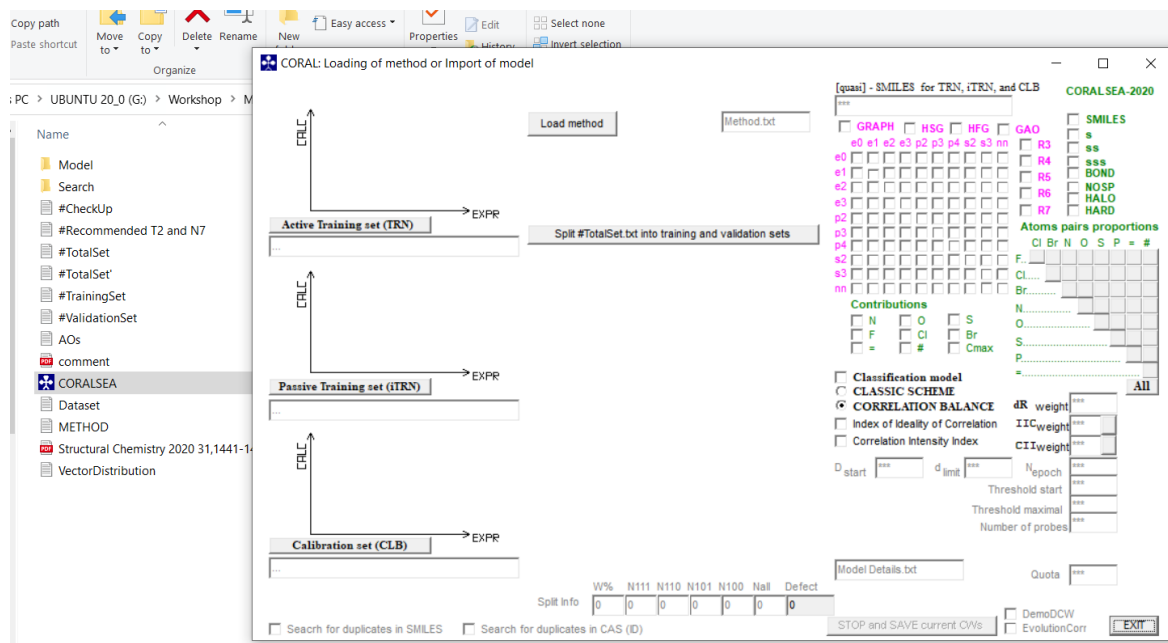 Copy path
Paste shortcut
Move to
Copy to
Delete
Rename
New
Easy access
Properties
Edit
History
Select none
Invert selection
Organize
PC > UBUNTU 20_0 (G:) > Workshop > M
Name
Model
Search
#CheckUp
#Recommended T2 and N7
#TotalSet
#TotalSet'
#TrainingSet
#ValidationSet
AOs
comment
CORALSEA
Dataset
METHOD
Structural Chemistry 2020 31,1441-14
VectorDistribution
CORAL: Loading of method or Import of model
CALC
EXPR
Active Training set (TRN)
...
CALC
EXPR
Passive Training set (iTRN)
...
CALC
EXPR
Calibration set (CLB)
...
Load method
Method.txt
Split #TotalSet.txt into training and validation sets
[quasi] - SMILES for TRN, iTRN, and CLB
***
CORALSEA-2020
GRAPH HSG HFG GAO
e0 e1 e2 e3 p2 p3 p4 s2 s3 nn
e0
e1
e2
e3
p2
p3
p4
s2
s3
nn
R3
R4
R5
R6
R7
SMILES
s
ss
sss
BOND
NOSP
HALO
HARD
Atoms pairs proportions
Cl Br N O S P = #
F..
Cl.....
Br..........
N................
O......................
S............................
P..................................
=........................................
All
Contributions
N O S
F Cl Br
= # Cmax
Classification model
CLASSIC SCHEME
CORRELATION BALANCE
Index of Ideality of Correlation
Correlation Intensity Index
dR weight ***
IICweight ***
CIIweight ***
D start *** d limit *** Nepoch ***
Threshold start ***
Threshold maximal ***
Number of probes ***
Model Details.txt
Quota ***
W% N111 N110 N101 N100 Nall Defect
Split Info 0 0 0 0 0 0 0
Seacrh for duplicates in SMILES
Search for duplicates in CAS (ID)
STOP and SAVE current CWs
DemoDCW
EvolutionCorr
EXIT